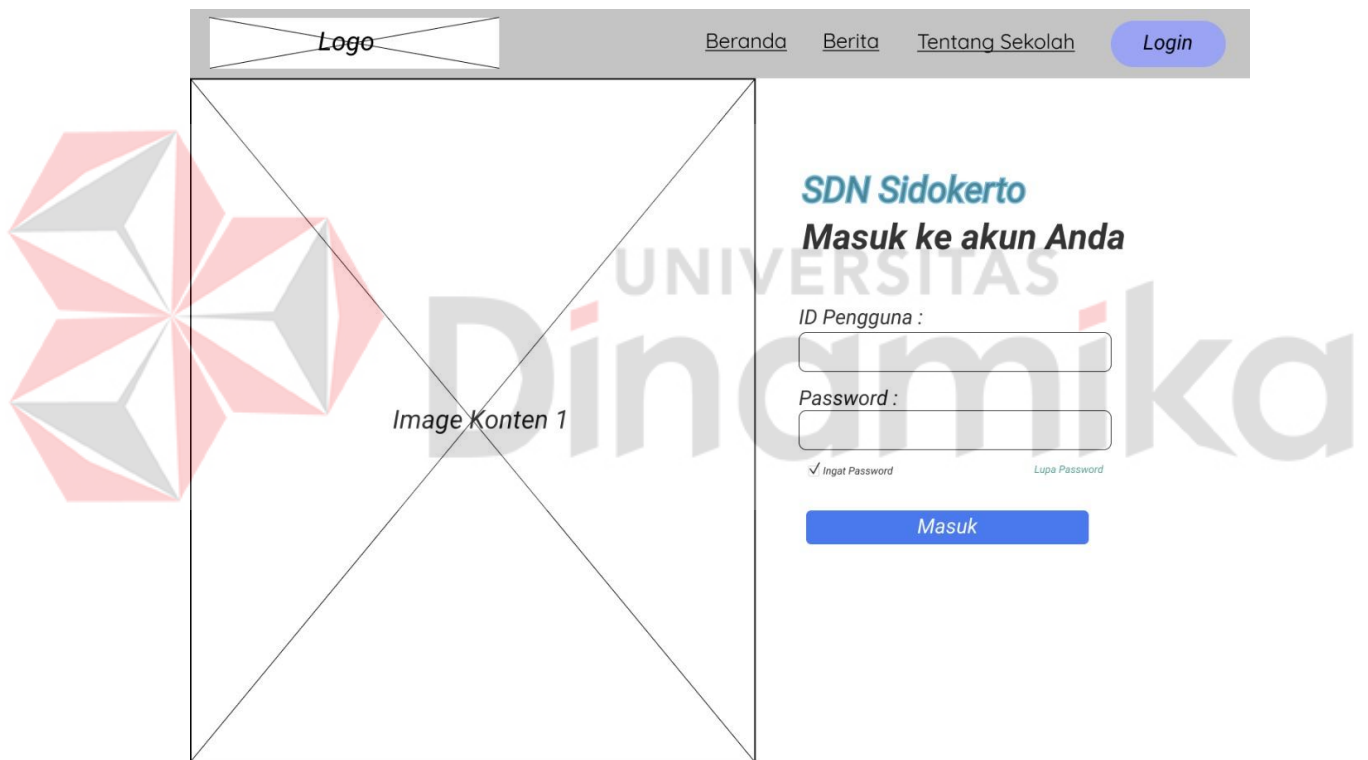 Logo
Beranda Berita Tentang Sekolah Login
SDN Sidokerto
Masuk ke akun Anda
UNIVERSITAS
Dinamika
ID Pengguna :
Password :
Image Konten 1
Ingat Password Lupa Password
Masuk